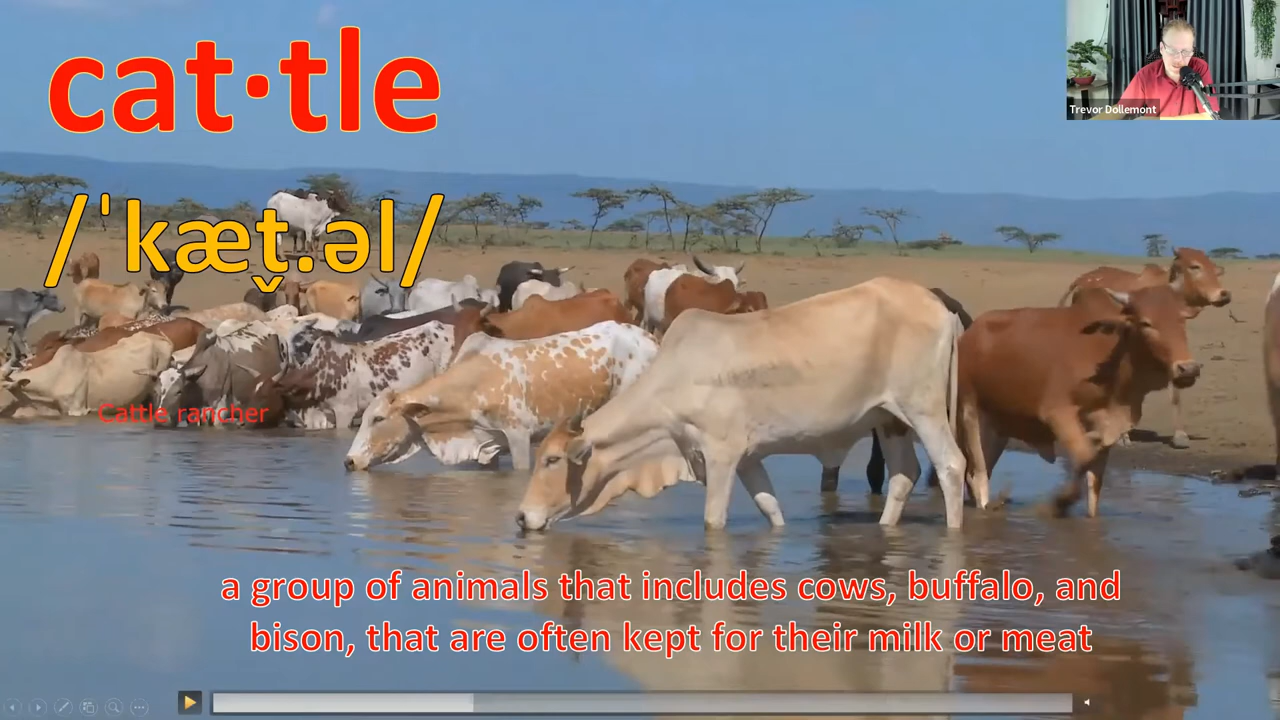 cat·tle
Trevor Dollemont
/ˈkæt̬.əl/
Cattle rancher
a group of animals that includes cows, buffalo, and
bison, that are often kept for their milk or meat